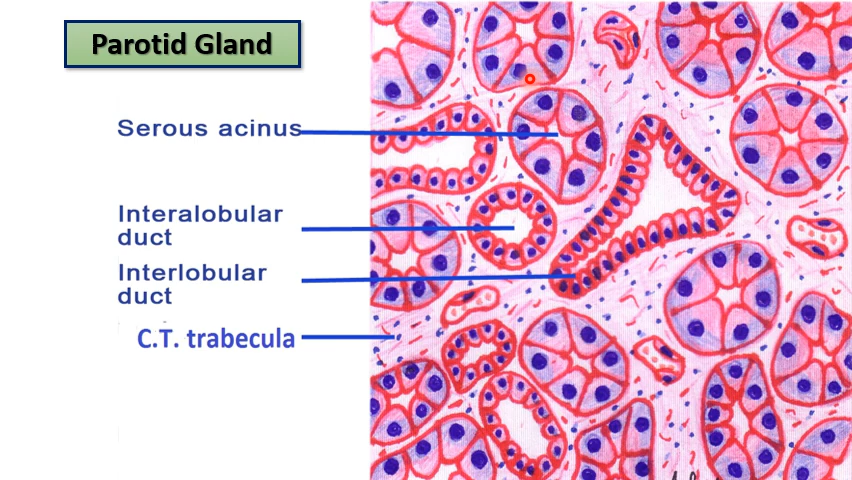 Parotid Gland
Serous acinus
Interalobular
duct
Interlobular
duct
C.T. trabecula